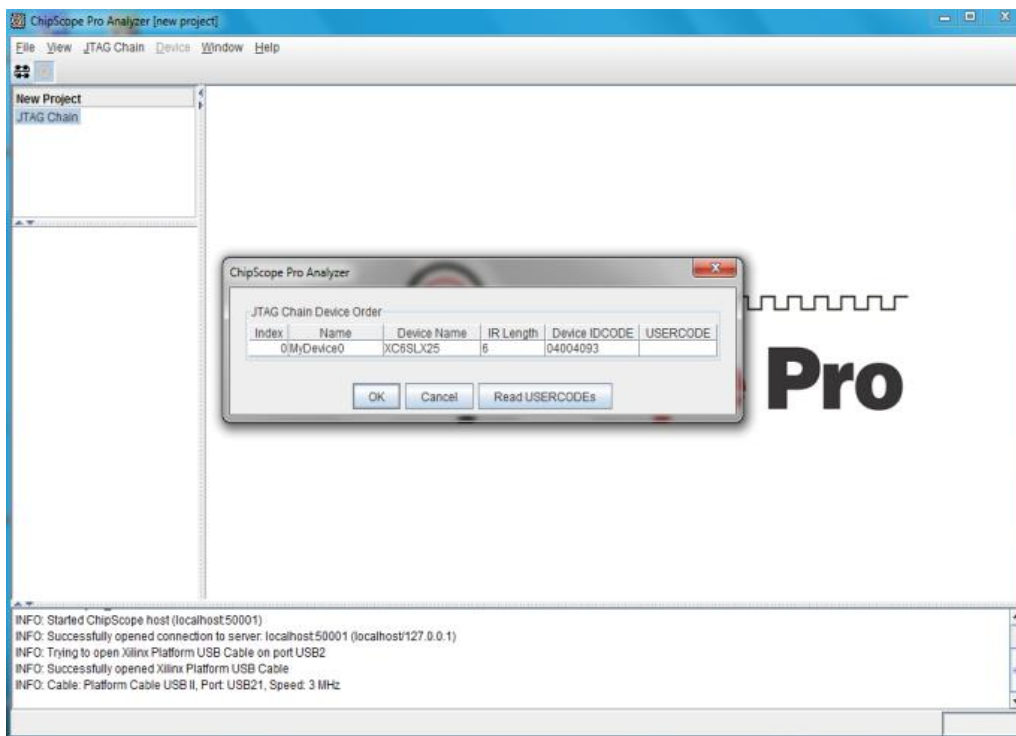 ChipScope Pro Analyzer [new project]
File View JTAG Chain Device Window Help
New Project
JTAG Chain
ChipScope Pro Analyzer
JTAG Chain Device Order
Index Name Device Name IR Length Device IDCODE USERCODE
0 MyDevice0 XC6SLX25 6 04004093
OK Cancel Read USERCODEs
Pro
INFO: Started ChipScope host (localhost:50001)
INFO: Successfully opened connection to server: localhost:50001 (localhost/127.0.0.1)
INFO: Trying to open Xilinx Platform USB Cable on port USB2
INFO: Successfully opened Xilinx Platform USB Cable
INFO: Cable: Platform Cable USB II, Port: USB21, Speed: 3 MHz